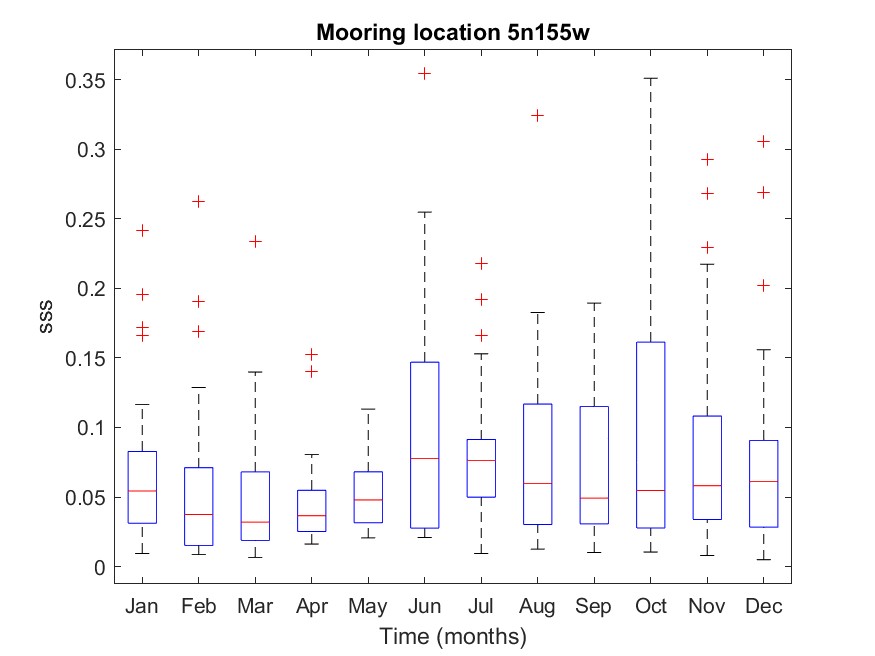 Mooring location 5n155w
0.35
0.3
0.25
0.2
0.15
0.1
0.05
0
sss
Jan Feb Mar Apr May Jun Jul Aug Sep Oct Nov Dec
Time (months)